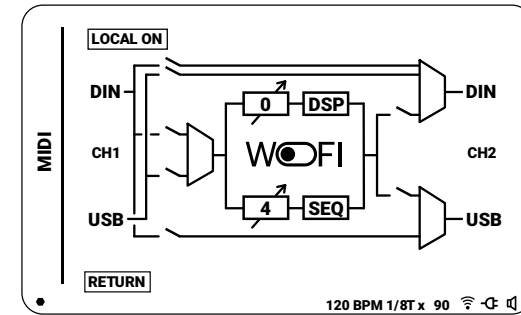 LOCAL ON
DIN DIN
0 DSP
MIDI CH1 WOFI CH2
4 SEQ
USB USB
RETURN
120 BPM 1/8T x 90